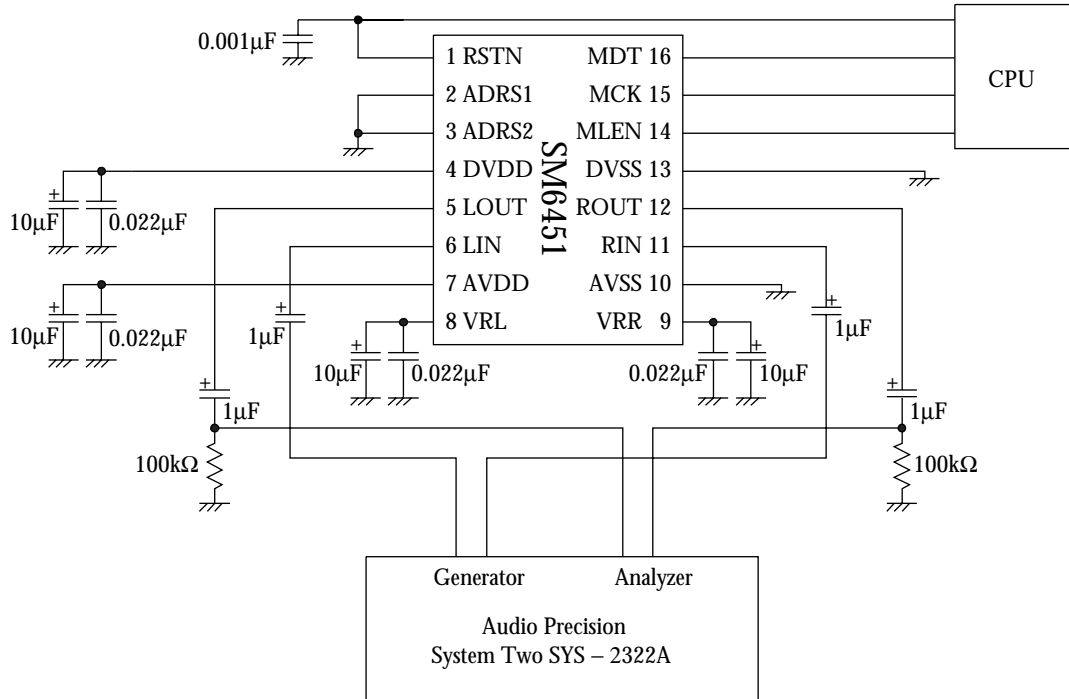 0.001µF
1 RSTN
2 ADRS1
3 ADRS2
4 DVDD
5 LOUT
6 LIN
7 AVDD
8 VRL
SM6451
MDT 16
MCK 15
MLEN 14
DVSS 13
ROUT 12
RIN 11
AVSS 10
VRR 9
CPU
+
10µF
0.022µF
+
10µF
0.022µF
+
1µF
+
10µF
0.022µF
0.022µF
+
10µF
+
1µF
+
1µF
+
1µF
100kΩ
100kΩ
Generator
Analyzer
Audio Precision
System Two SYS – 2322A